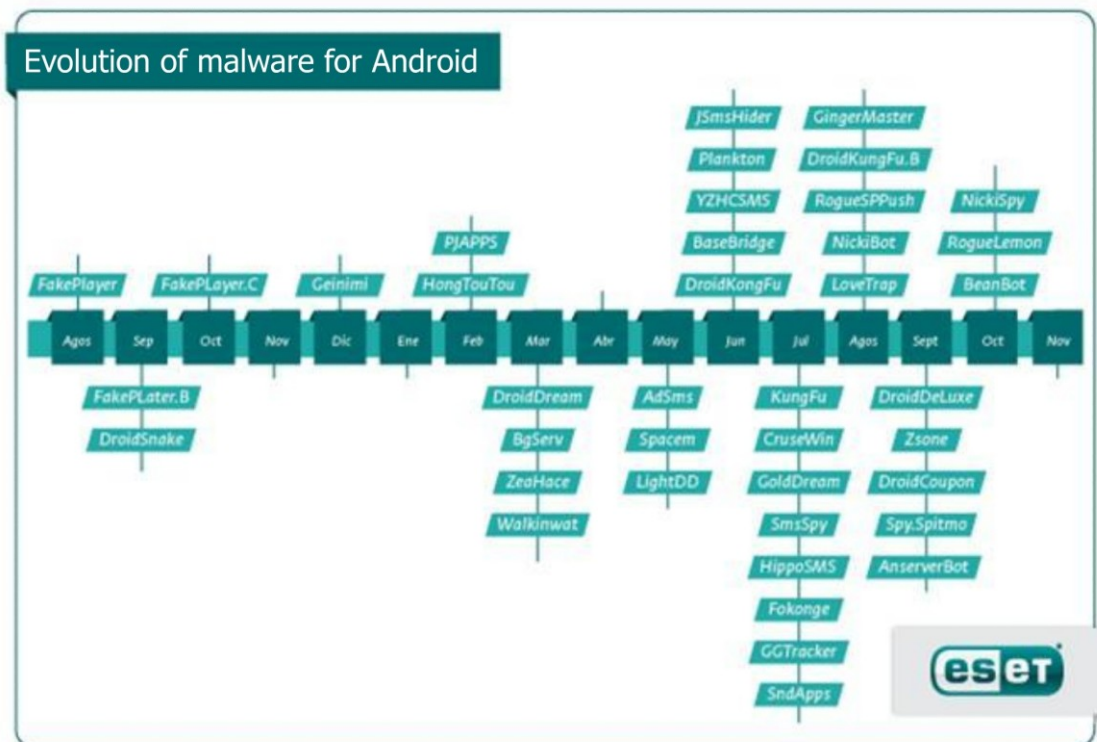 Evolution of malware for Android
JSmsHider
GingerMaster
Plankton
DroidKungFu.B
YZHCSMS
RogueSPPush
NickiSpy
PJAPPS
BaseBridge
NickiBot
RogueLemon
FakePlayer
FakePLayer.C
Geinimi
HongTouTou
DroidKongFu
LoveTrap
BeanBot
Agos
Sep
Oct
Nov
Dic
Ene
Feb
Mar
Abr
May
Jun
Jul
Agos
Sept
Oct
Nov
FakePLater.B
DroidDream
AdSms
KungFu
DroidDeLuxe
DroidSnake
BgServ
Spacem
CruseWin
Zsone
ZeaHace
LightDD
GoldDream
DroidCoupon
Walkinwat
SmsSpy
Spy.Spitmo
HippoSMS
AnserverBot
Fokonge
GGTracker
SndApps
eseT